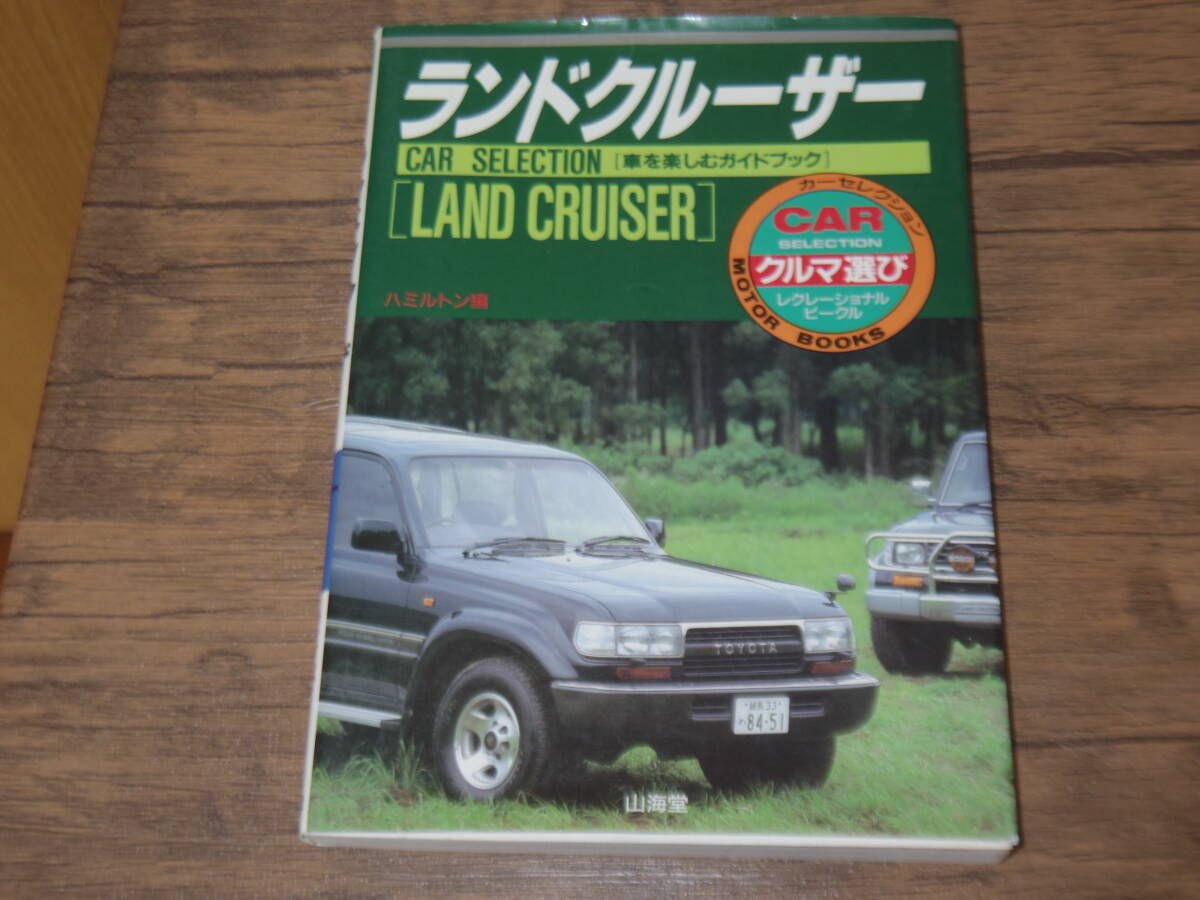 ランドクルーザー
CAR SELECTION [車を楽しむガイドブック]
[LAND CRUISER]
カーセレクション
CAR
SELECTION
クルマ選び
レクレーショナル
ビークル
MOTOR BOOKS
ハミルトン編
TOYOTA
33
84-51
山海堂